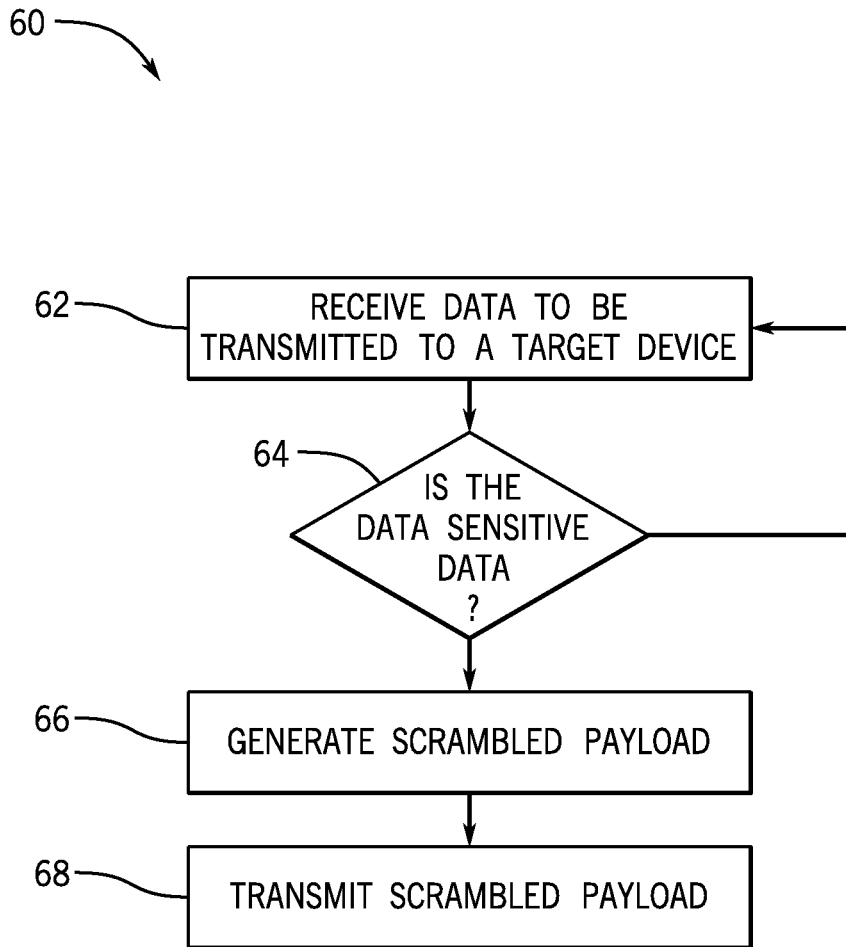 60
62
RECEIVE DATA TO BE
TRANSMITTED TO A TARGET DEVICE
64
IS THE
DATA SENSITIVE
DATA
?
66
GENERATE SCRAMBLED PAYLOAD
68
TRANSMIT SCRAMBLED PAYLOAD